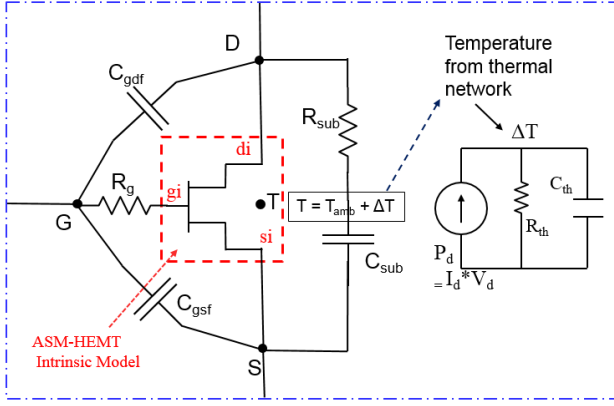 D
Temperature
from thermal
network
C_gdf
R_sub
ΔT
di
R_g
gi
T
T = T_amb + ΔT
C_th
R_th
G
si
C_sub
P_d
= I_d*V_d
C_gsf
ASM-HEMT
Intrinsic Model
S